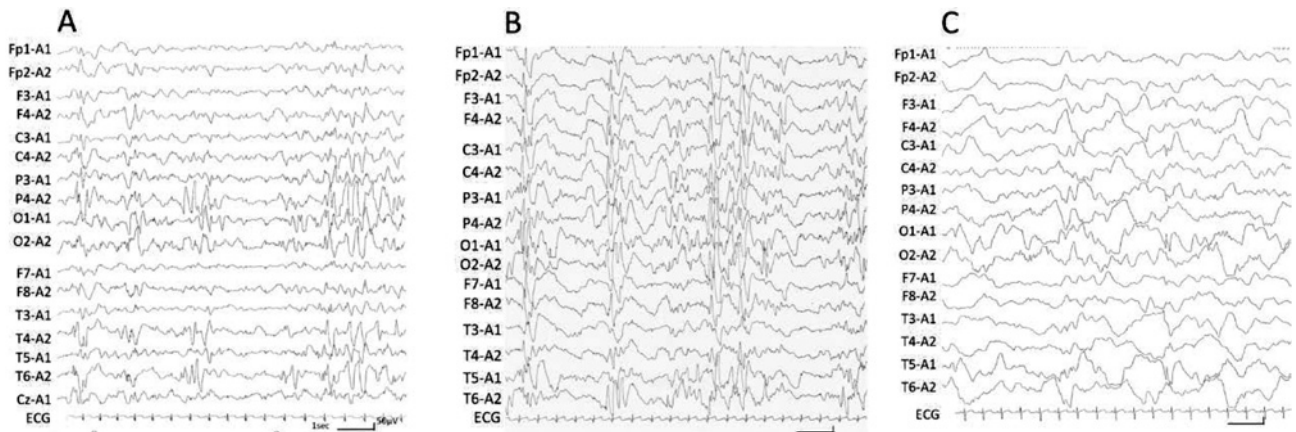 A
Fp1-A1
Fp2-A2
F3-A1
F4-A2
C3-A1
C4-A2
P3-A1
P4-A2
O1-A1
O2-A2
F7-A1
F8-A2
T3-A1
T4-A2
T5-A1
T6-A2
Cz-A1
ECG
1sec
50μV
B
Fp1-A1
Fp2-A2
F3-A1
F4-A2
C3-A1
C4-A2
P3-A1
P4-A2
O1-A1
O2-A2
F7-A1
F8-A2
T3-A1
T4-A2
T5-A1
T6-A2
ECG
C
Fp1-A1
Fp2-A2
F3-A1
F4-A2
C3-A1
C4-A2
P3-A1
P4-A2
O1-A1
O2-A2
F7-A1
F8-A2
T3-A1
T4-A2
T5-A1
T6-A2
ECG